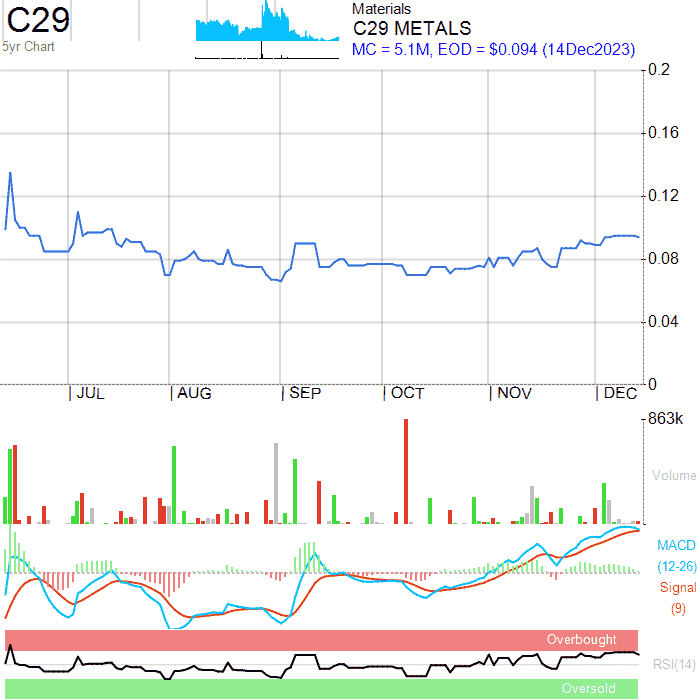 C29
5yr Chart
Materials
C29 METALS
MC = 5.1M, EOD = $0.094 (14Dec2023)
0.2
0.16
0.12
0.08
0.04
0
JUL AUG SEP OCT NOV DEC
863k
Volume
MACD
(12-26)
Signal
(9)
Overbought
RSI(14)
Oversold